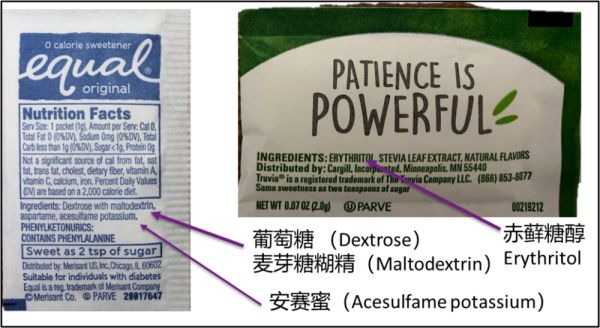 0 calorie sweetener
equal®
original
Nutrition Facts
Serv Size: 1 packet (1g), Amount per Serv: Cal 0,
Total Fat 0 (0%DV), Sodium 0mg (0%DV), Total
Carb less than 1g (0%DV), Sugar <1g, Protein 0g
Not a significant source of cal from fat, sat
fat, trans fat, cholest, dietary fiber, vitamin A,
vitamin C, calcium, iron. Percent Daily Values
(DV) are based on a 2,000 calorie diet.
Ingredients: Dextrose with maltodextrin,
aspartame, acesulfame potassium.
PHENYLKETONURICS:
CONTAINS PHENYLALANINE
Sweet as 2 tsp of sugar
Distributed by: Merisant US, Inc, Chicago, IL 60602
Suitable for individuals with diabetes
Equal is a reg. trademark of Merisant Company
©Merisant Co. Ⓤ PARVE 20017647
PATIENCE IS
POWERFUL
INGREDIENTS: ERYTHRITOL, STEVIA LEAF EXTRACT, NATURAL FLAVORS
Distributed by: Cargill, Incorporated, Minneapolis, MN 55440
Truvia® is a registered trademark of The Truvia Company LLC. (866) 853-6077
Same sweetness as two teaspoons of sugar
NET WT 0.07 OZ (2.0g) Ⓤ PARVE 00219212
葡萄糖（Dextrose）
麦芽糖糊精（Maltodextrin）
安赛蜜（Acesulfame potassium）
赤藓糖醇
Erythritol